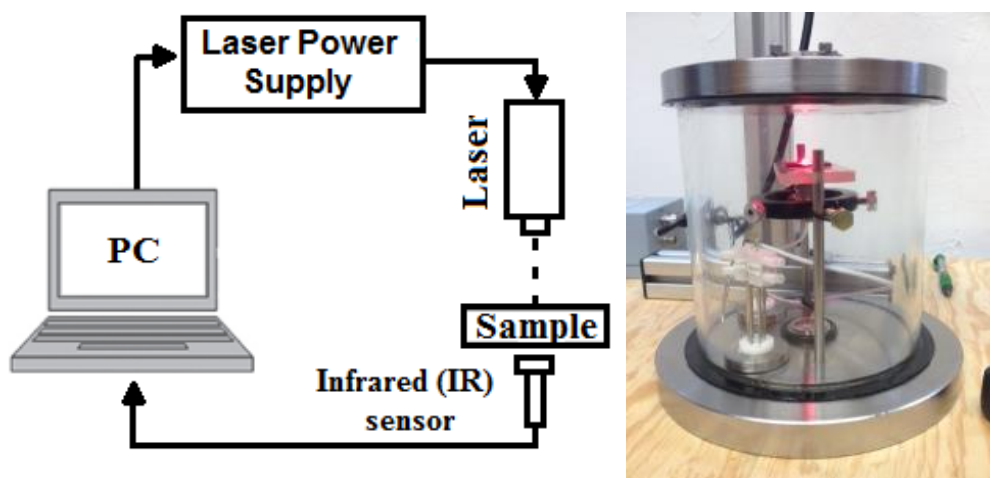 Laser Power
Supply
Laser
PC
Sample
Infrared (IR)
sensor